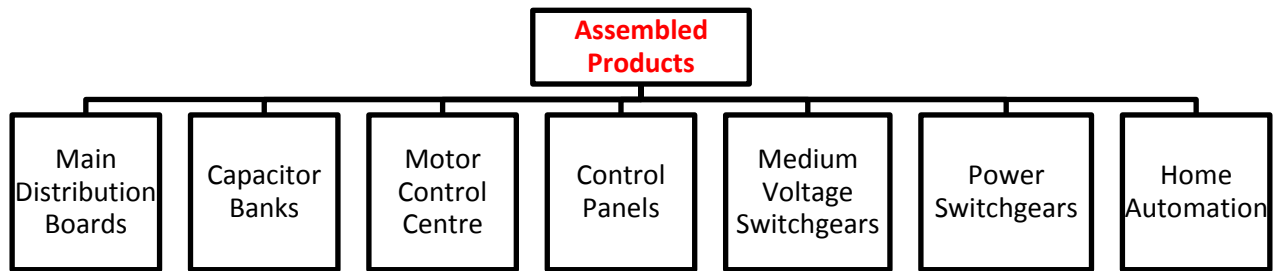 Assembled
Products
Main
Distribution
Boards
Capacitor
Banks
Motor
Control
Centre
Control
Panels
Medium
Voltage
Switchgears
Power
Switchgears
Home
Automation